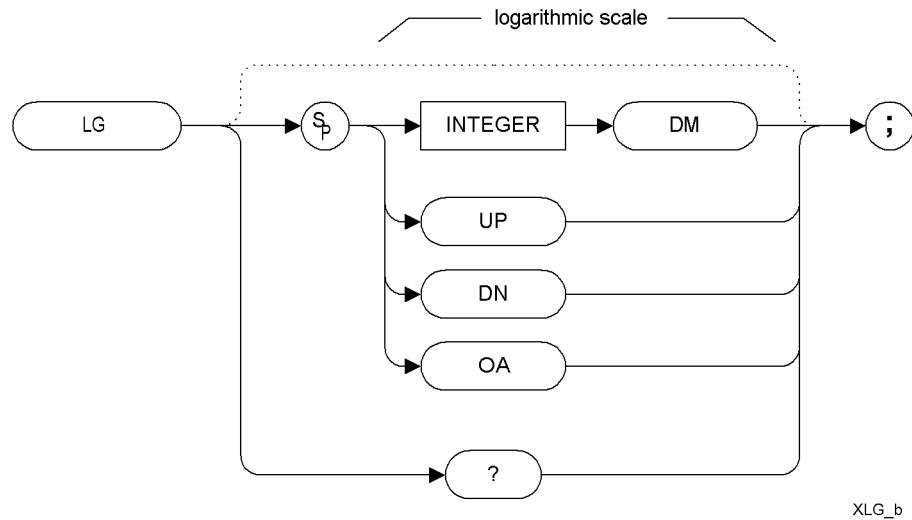 logarithmic scale
LG
SP
INTEGER
DM
;
UP
DN
OA
?
XLG_b